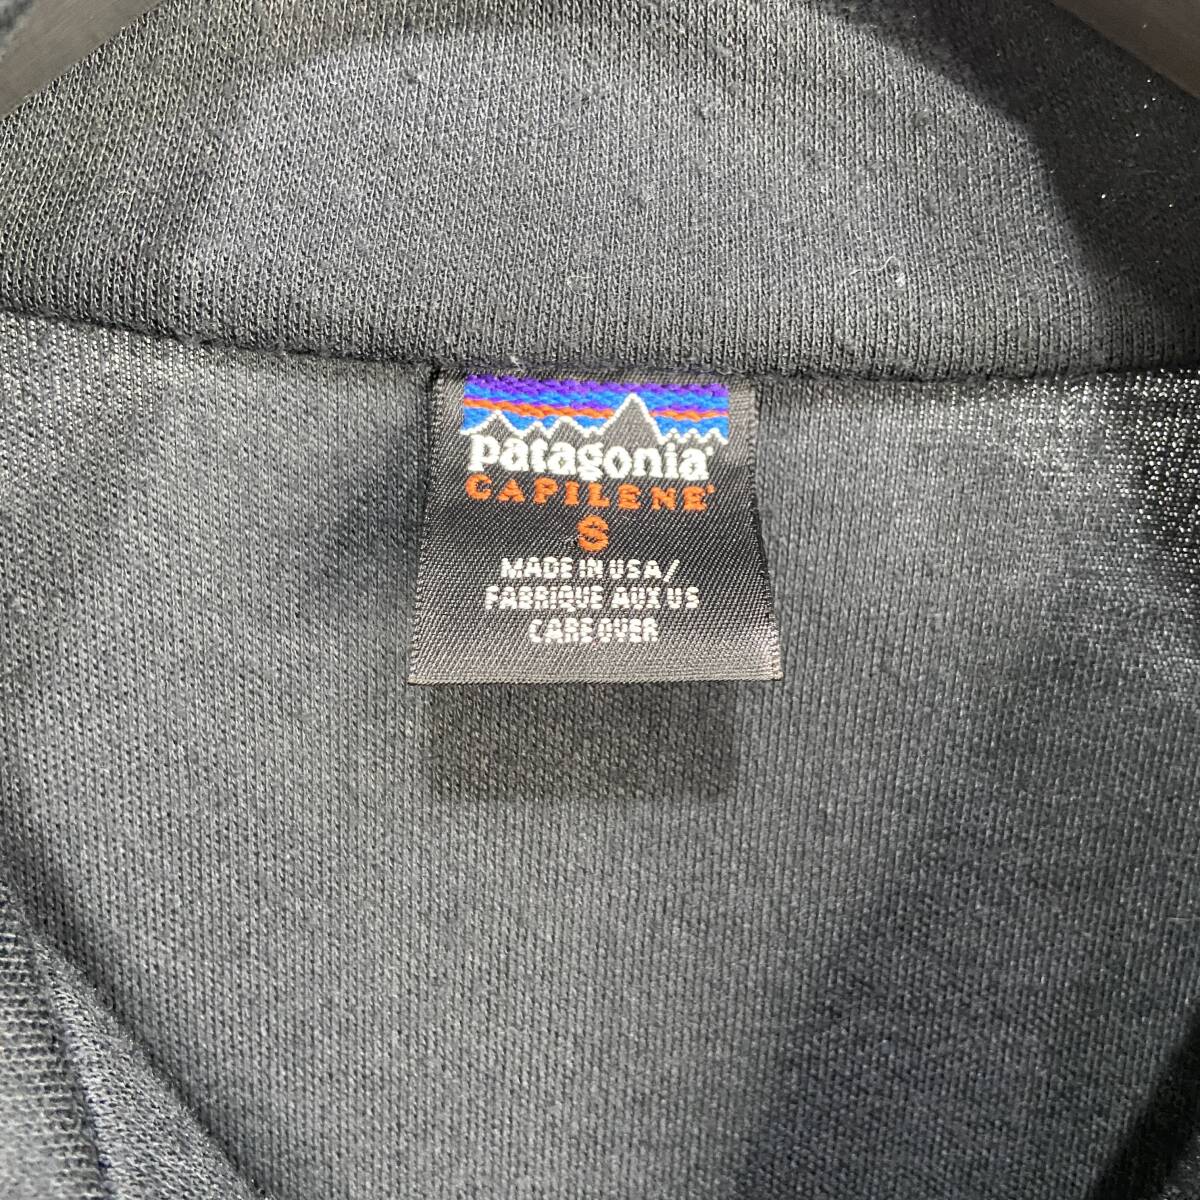 patagonia®
CAPILENE®
S
MADE IN USA/
FABRIQUE AUX US
CARE OVER